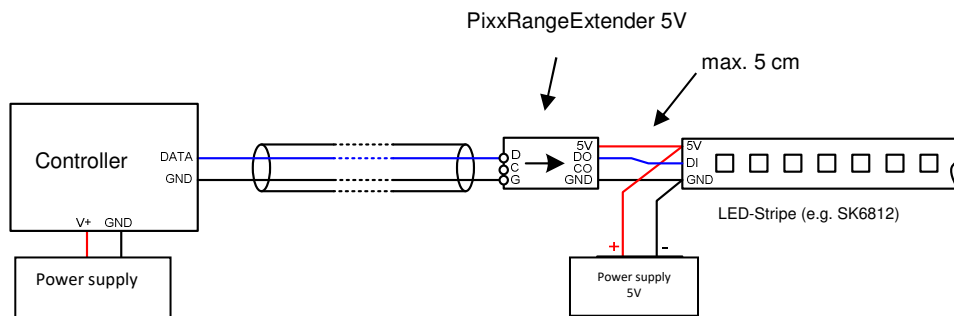 PixxRangeExtender 5V
max. 5 cm
Controller
DATA
GND
V+ GND
Power supply
D
C
G
5V
DO
CO
GND
5V
DI
GND
LED-Stripe (e.g. SK6812)
+ -
Power supply
5V